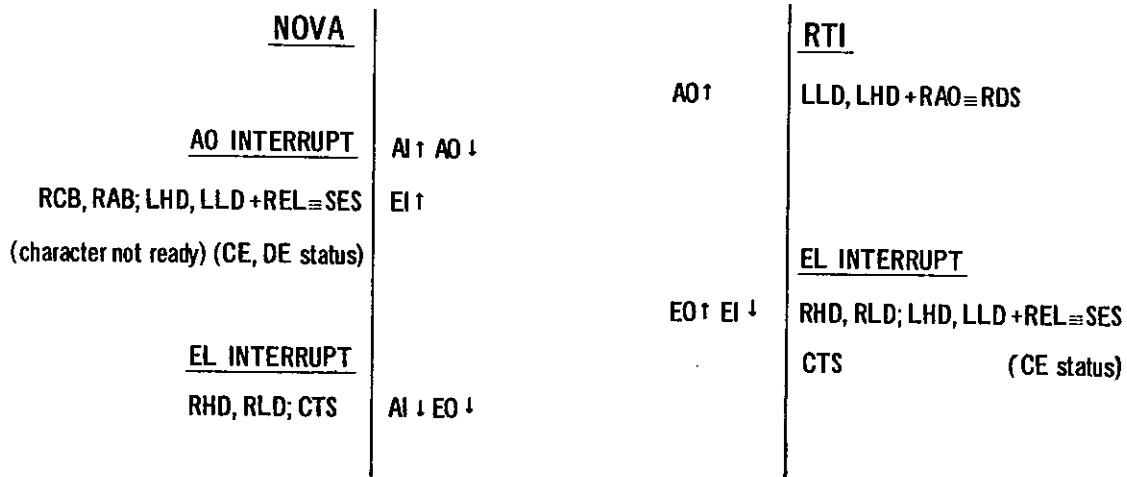 NOVA
RTI
AO↑ LLD, LHD+RAO≡RDS
AO INTERRUPT AI↑ AO↓
RCB, RAB; LHD, LLD+REL≡SES EI↑
(character not ready) (CE, DE status)
EL INTERRUPT
EO↑ EI↓ RHD, RLD; LHD, LLD+REL≡SES
EL INTERRUPT
CTS (CE status)
RHD, RLD; CTS AI↓ EO↓